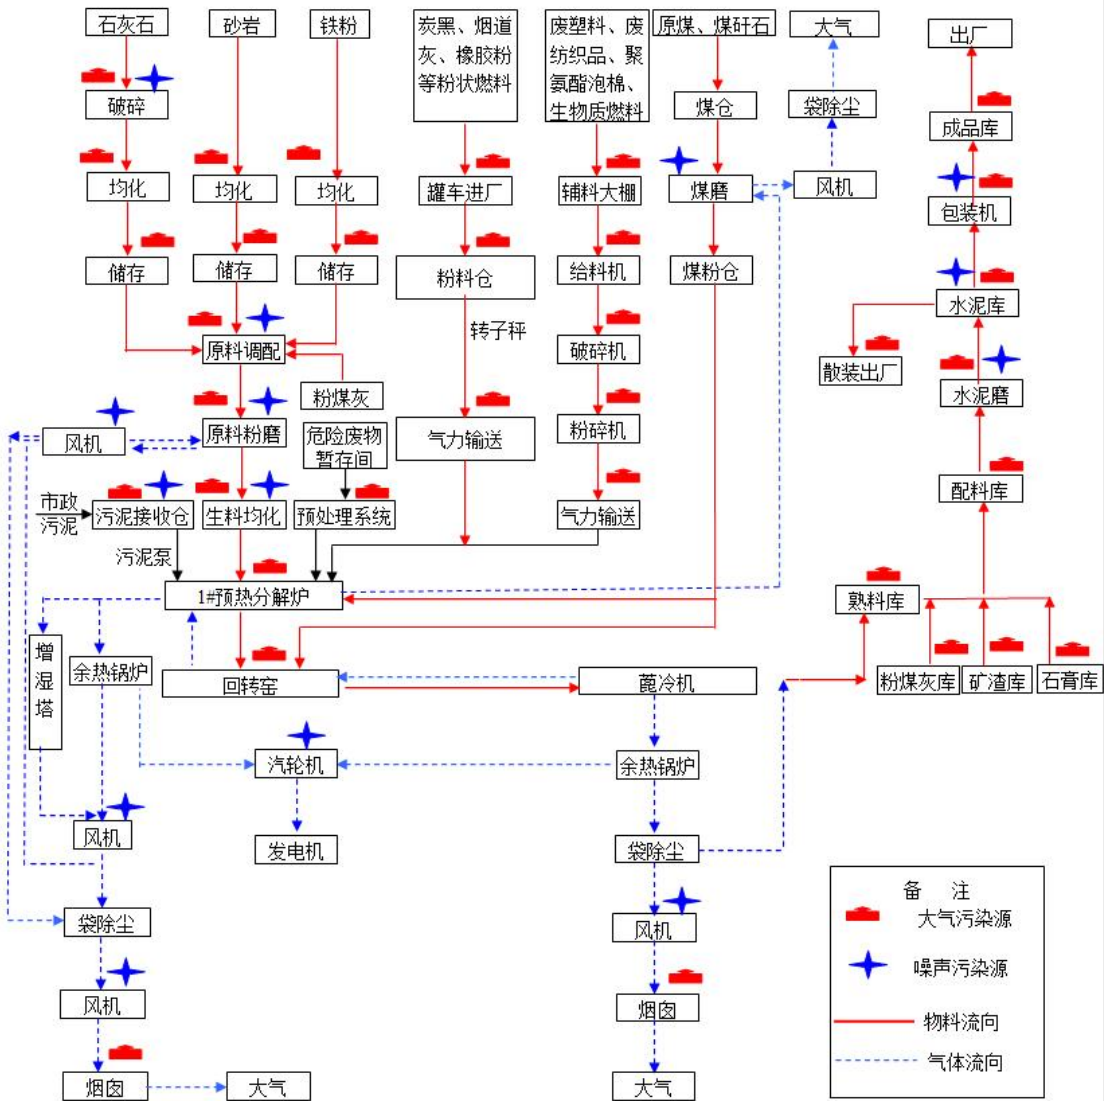 石灰石
砂岩
铁粉
炭黑、烟道
灰、橡胶粉
等粉状燃料
废塑料、废
纺织品、聚
氨酯泡棉、
生物质燃料
原煤、煤矸石
大气
出厂
破碎
煤仓
袋除尘
成品库
均化
均化
均化
罐车进厂
辅料大棚
煤磨
风机
包装机
储存
储存
储存
粉料仓
给料机
煤粉仓
水泥库
转子秤
原料调配
破碎机
散装出厂
粉煤灰
水泥磨
风机
原料粉磨
危险废物
暂存间
气力输送
粉碎机
配料库
市政
污泥
污泥接收仓
生料均化
预处理系统
气力输送
污泥泵
1#预热分解炉
熟料库
增
湿
塔
余热锅炉
回转窑
蓖冷机
粉煤灰库
矿渣库
石膏库
汽轮机
余热锅炉
风机
发电机
袋除尘
备 注
大气污染源
袋除尘
风机
噪声污染源
风机
烟囱
物料流向
气体流向
烟囱
大气
大气